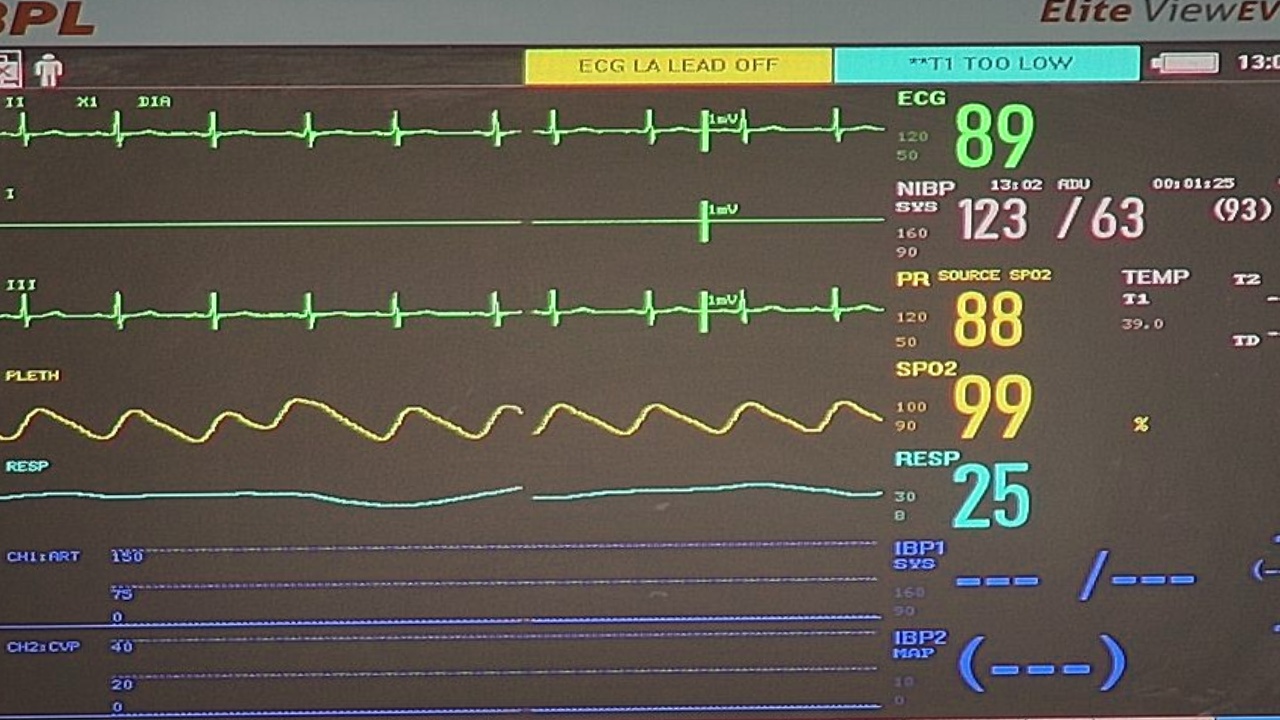 BPL Elite ViewEV
ECG LA LEAD OFF **T1 TOO LOW 13:0
II X1 DIA
1mV
ECG
120
50
89
I
1mV
NIBP 13:02 ADU 00:01:25
SYS
160
90
123 / 63 (93)
III
1mV
PR SOURCE SPO2
120
50
88
TEMP T2
T1
39.0
TD
PLETH
SPO2
100
90
99 %
RESP
RESP
30
8
25
CH1:ART 150
75
0
IBP1
SYS
160
90
--- / ---
CH2:CVP 40
20
0
IBP2
MAP
10
0
(---)